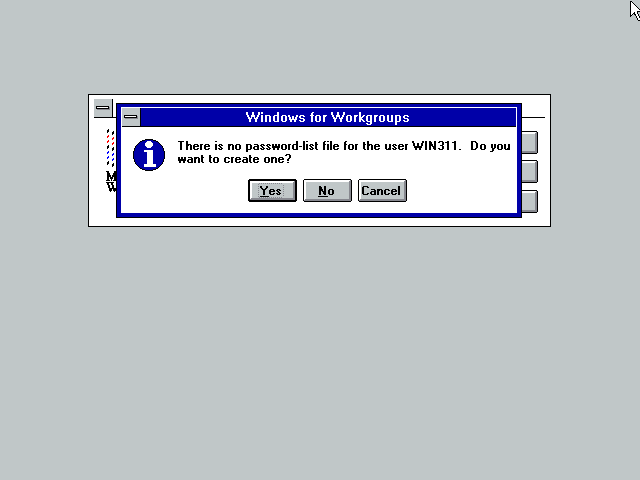 Windows for Workgroups
There is no password-list file for the user WIN311. Do you
want to create one?
Yes No Cancel